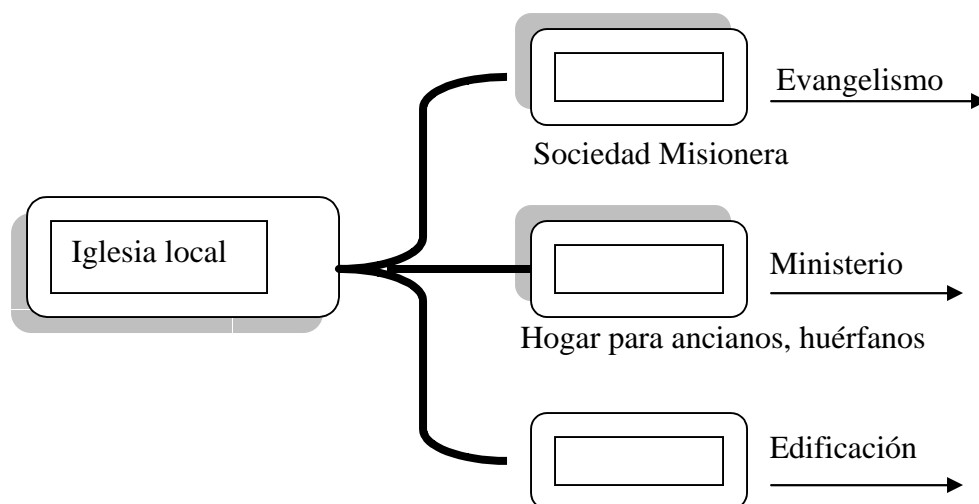 Evangelismo
Sociedad Misionera
Iglesia local
Ministerio
Hogar para ancianos, huérfanos
Edificación